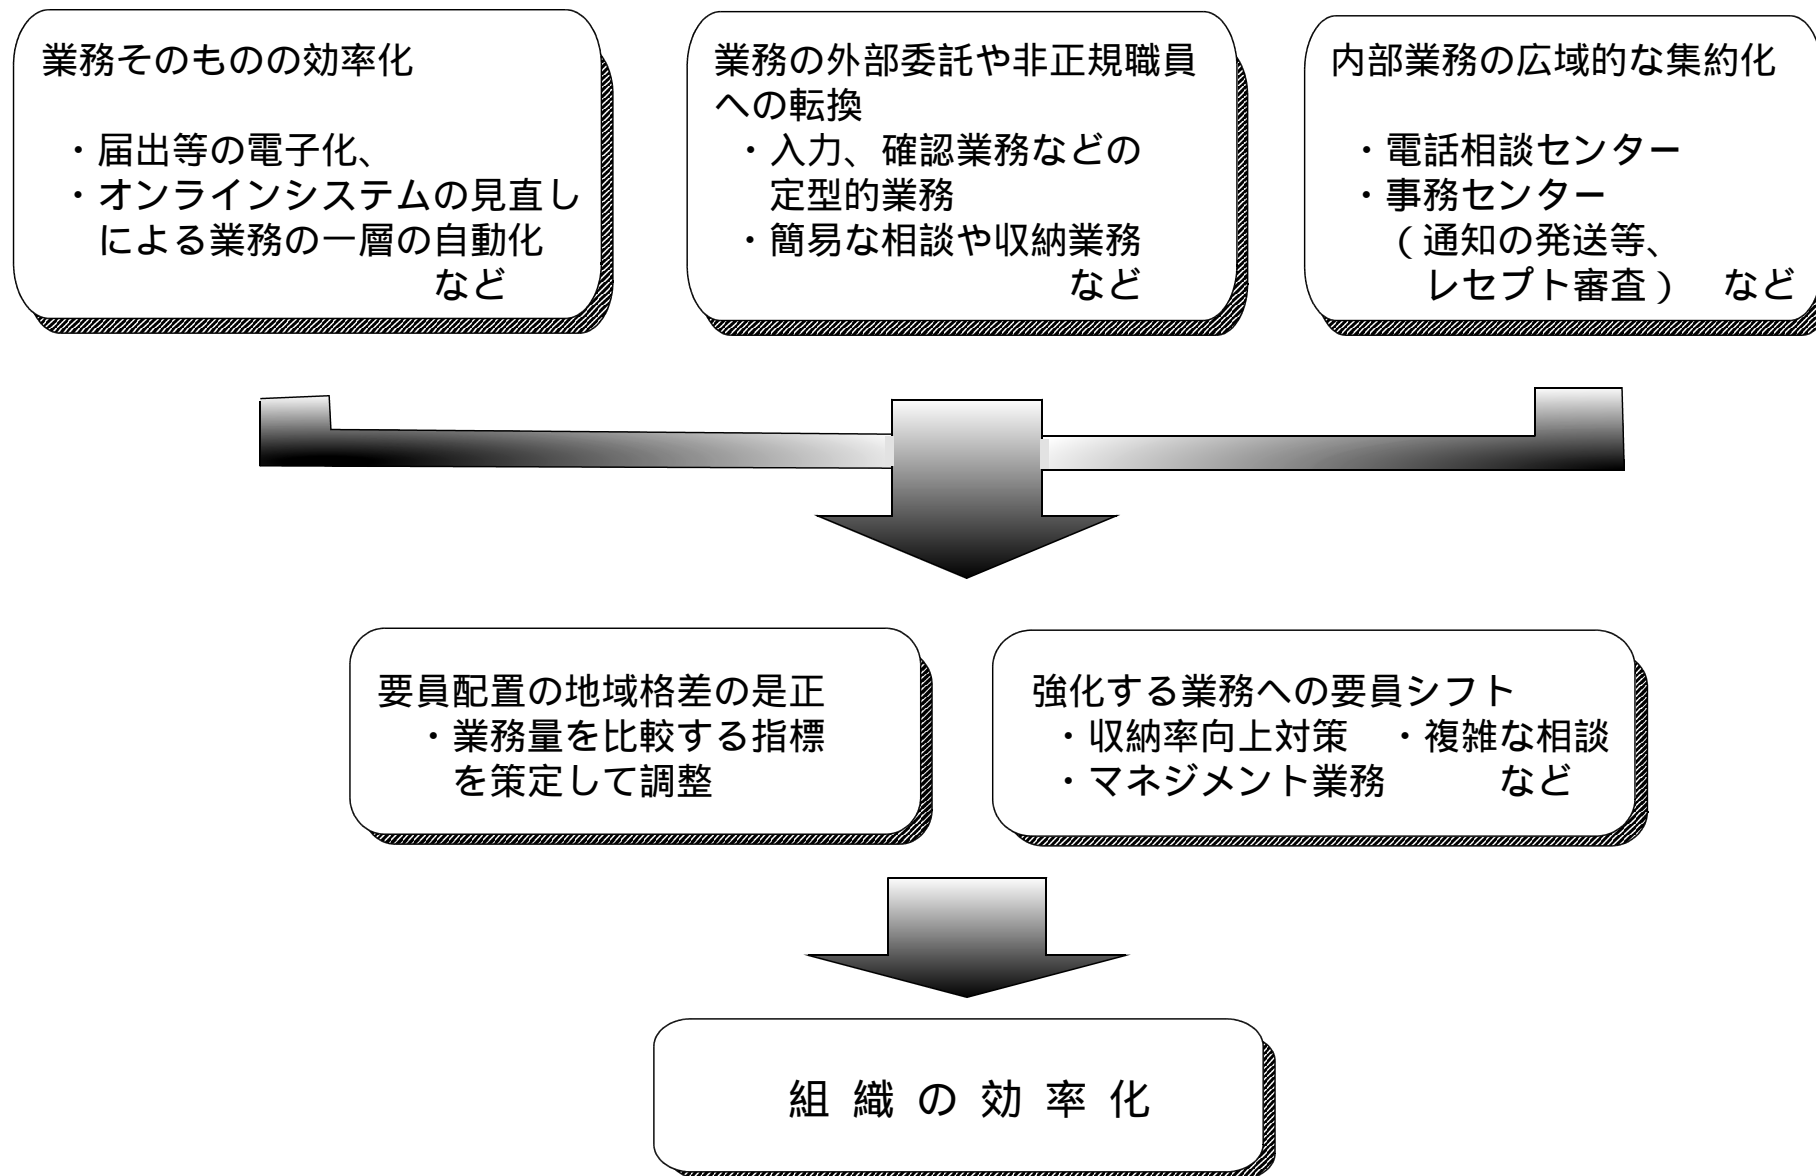 業務そのものの効率化
・届出等の電子化、
・オンラインシステムの見直し
による業務の一層の自動化
など
業務の外部委託や非正規職員
への転換
・入力、確認業務などの
定型的業務
・簡易な相談や収納業務
など
内部業務の広域的な集約化
・電話相談センター
・事務センター
（通知の発送等、
レセプト審査）　など
要員配置の地域格差の是正
・業務量を比較する指標
を策定して調整
強化する業務への要員シフト
・収納率向上対策　・複雑な相談
・マネジメント業務　　など
組織の効率化